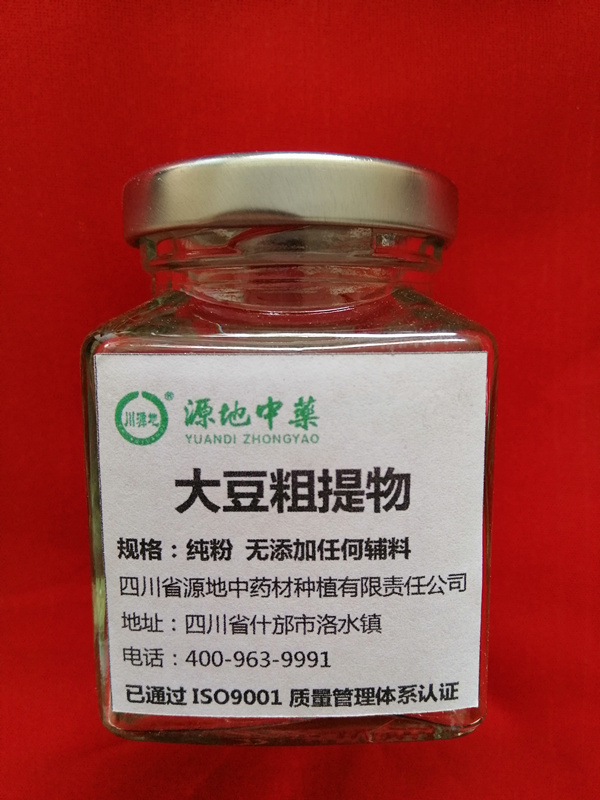 川源地®
源地中藥
YUANDI ZHONGYAO
大豆粗提物
规格：纯粉 无添加任何辅料
四川省源地中药材种植有限责任公司
地址：四川省什邡市洛水镇
电话：400-963-9991
已通过 ISO9001 质量管理体系认证